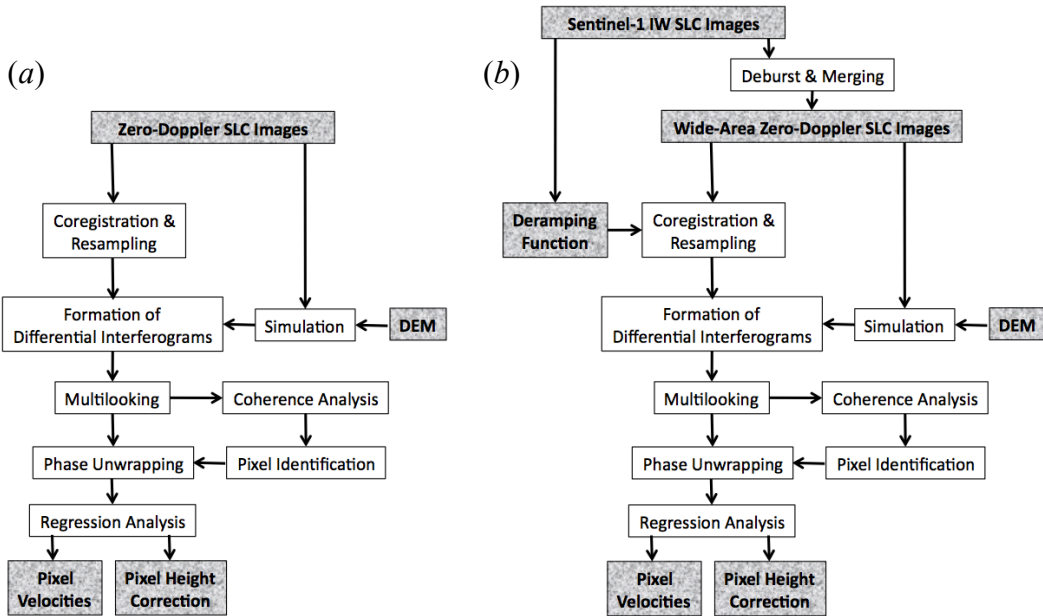 (a)
Zero-Doppler SLC Images
Coregistration &
Resampling
Formation of
Differential Interferograms
Simulation
DEM
Multilooking
Coherence Analysis
Phase Unwrapping
Pixel Identification
Regression Analysis
Pixel
Velocities
Pixel Height
Correction
(b)
Sentinel-1 IW SLC Images
Deburst & Merging
Wide-Area Zero-Doppler SLC Images
Deramping
Function
Coregistration &
Resampling
Formation of
Differential Interferograms
Simulation
DEM
Multilooking
Coherence Analysis
Phase Unwrapping
Pixel Identification
Regression Analysis
Pixel
Velocities
Pixel Height
Correction